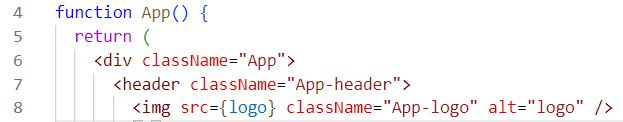 4 function App() {
5 return (
6 <div className="App">
7 <header className="App-header">
8 <img src={logo} className="App-logo" alt="logo" />